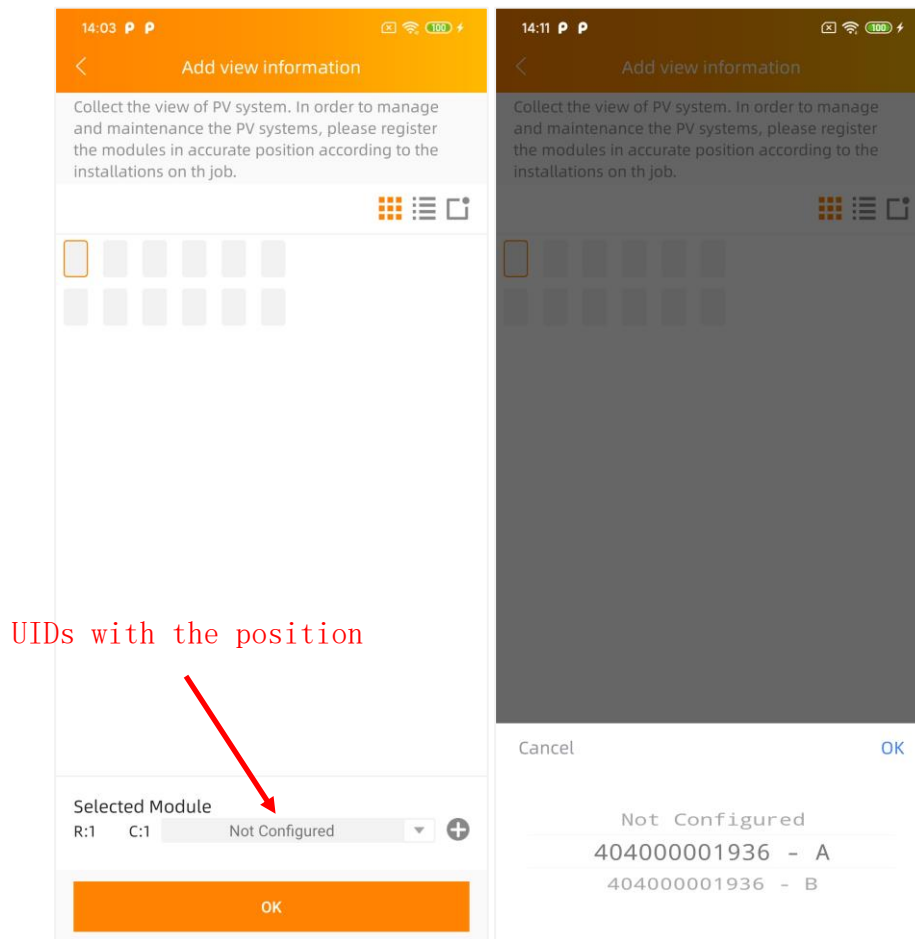 14:03 P P
100
Add view information
Collect the view of PV system. In order to manage
and maintenance the PV systems, please register
the modules in accurate position according to the
installations on th job.
UIDs with the position
Selected Module
R:1 C:1 Not Configured
OK
14:11 P P
100
Add view information
Collect the view of PV system. In order to manage
and maintenance the PV systems, please register
the modules in accurate position according to the
installations on th job.
Cancel OK
Not Configured
404000001936 - A
404000001936 - B